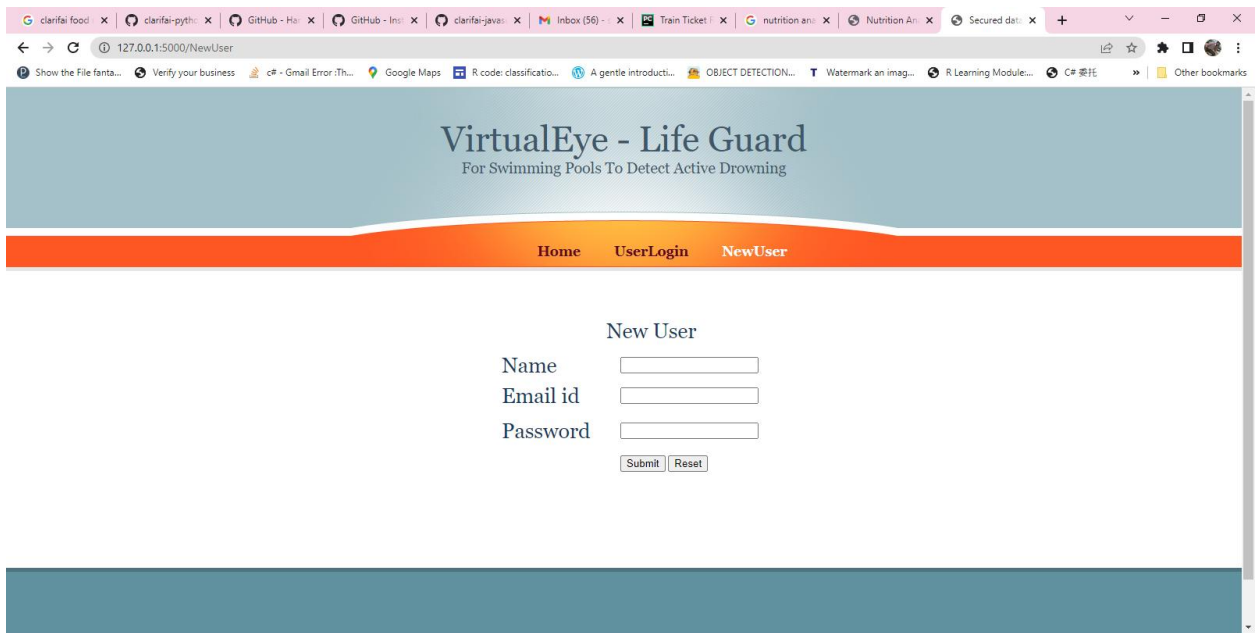 clarifai food
clarifai-pytho
GitHub - Har
GitHub - Inst
clarifai-javas
Inbox (56) - s
Train Ticket
nutrition ana
Nutrition An
Secured data
127.0.0.1:5000/NewUser
Show the File fanta...
Verify your business
c# - Gmail Error :Th...
Google Maps
R code: classificatio...
A gentle introducti...
OBJECT DETECTION...
Watermark an imag...
R Learning Module:...
C# 委托
»
Other bookmarks
VirtualEye - Life Guard
For Swimming Pools To Detect Active Drowning
Home UserLogin NewUser
New User
Name
Email id
Password
Submit Reset